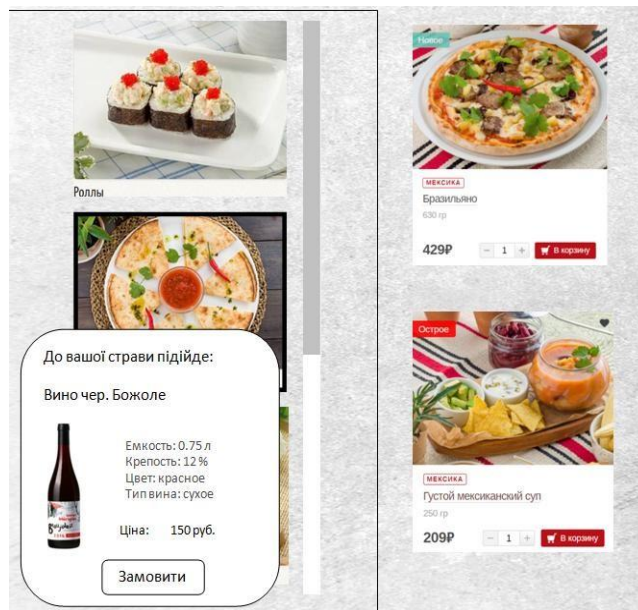 Роллы
До вашої страви підійде:
Вино чер. Божоле
Емкость: 0.75 л
Крепость: 12 %
Цвет: красное
Тип вина: сухое
Ціна: 150 руб.
Замовити
Новое
МЕКСИКА
Бразильяно
630 гр
429₽ − 1 + В корзину
Острое
МЕКСИКА
Густой мексиканский суп
250 гр
209₽ − 1 + В корзину